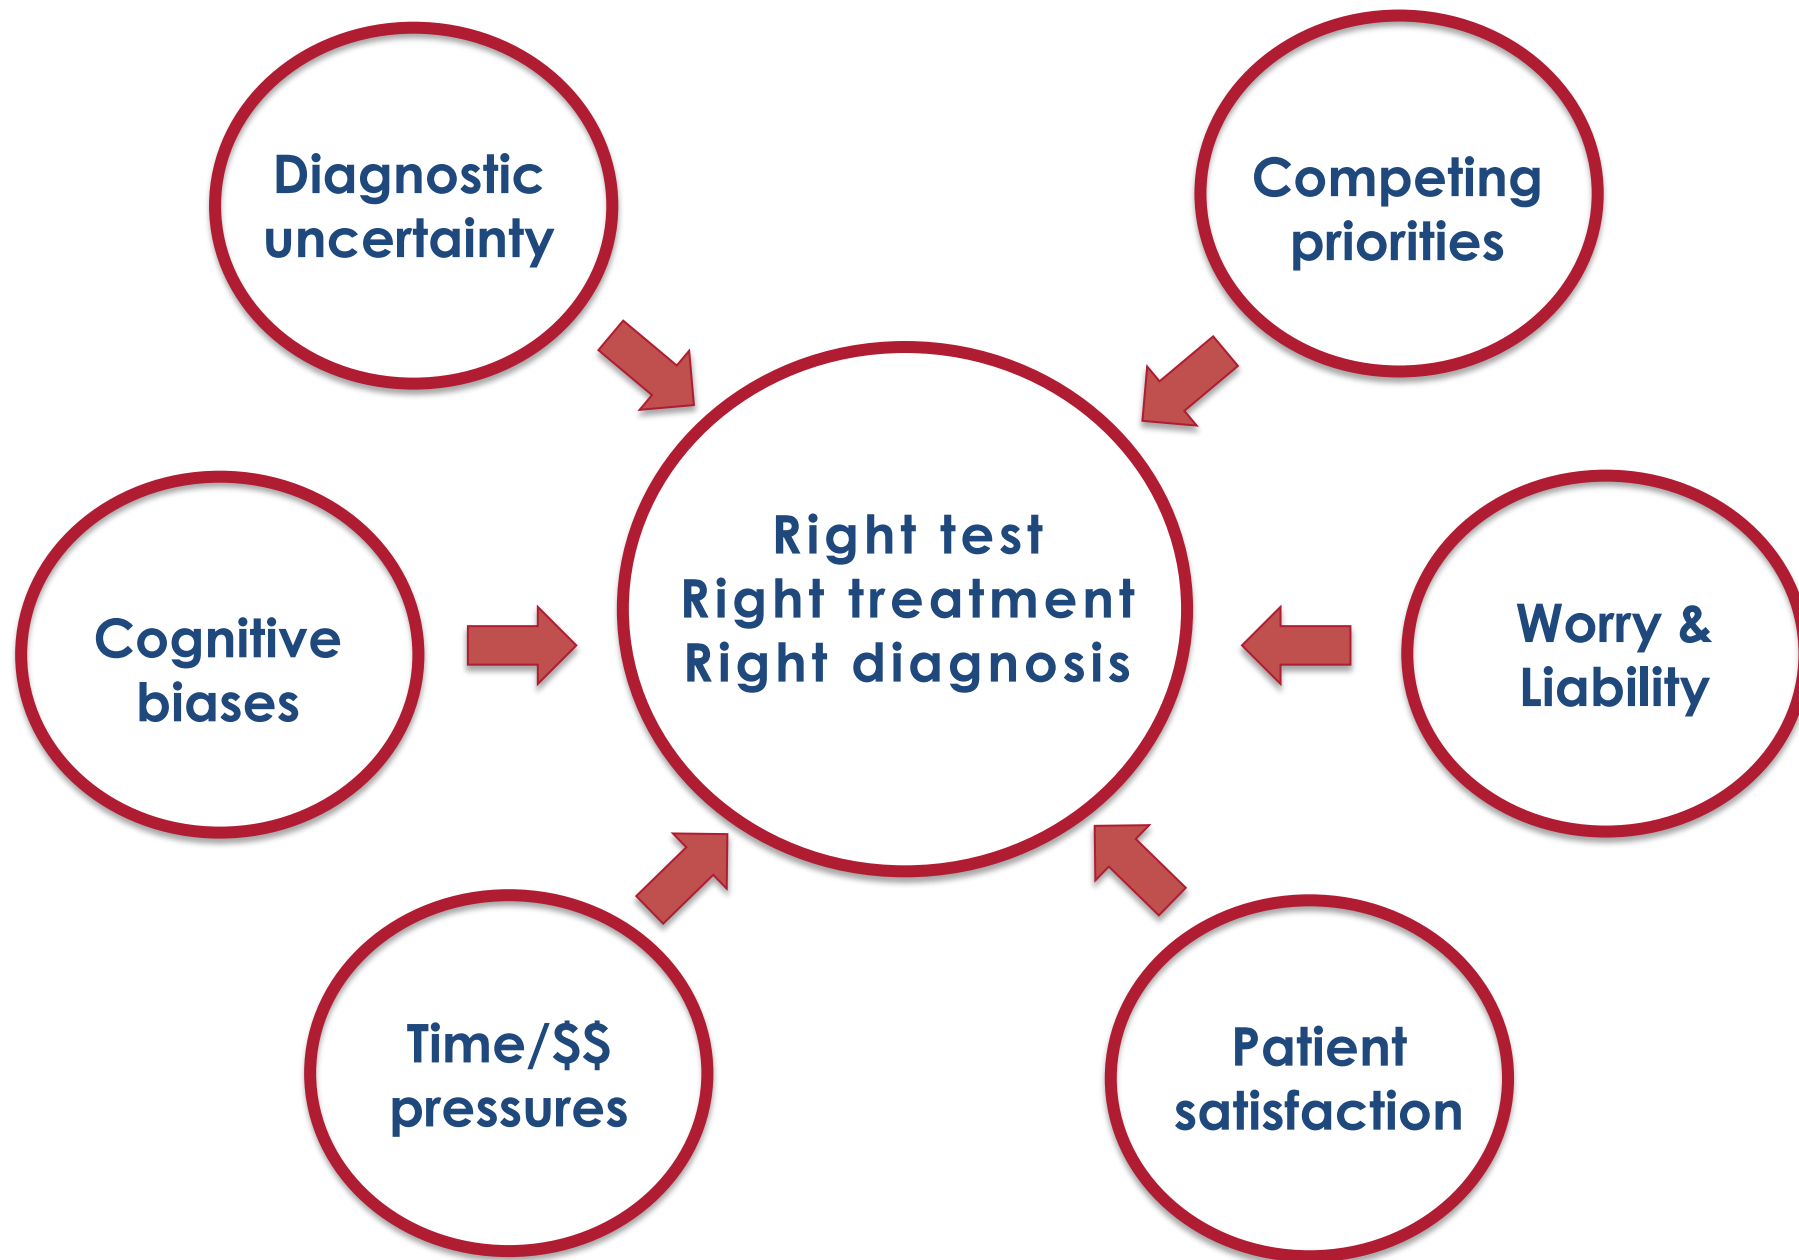 Diagnostic
uncertainty
Competing
priorities
Right test
Right treatment
Right diagnosis
Cognitive
biases
Worry &
Liability
Time/$$
pressures
Patient
satisfaction